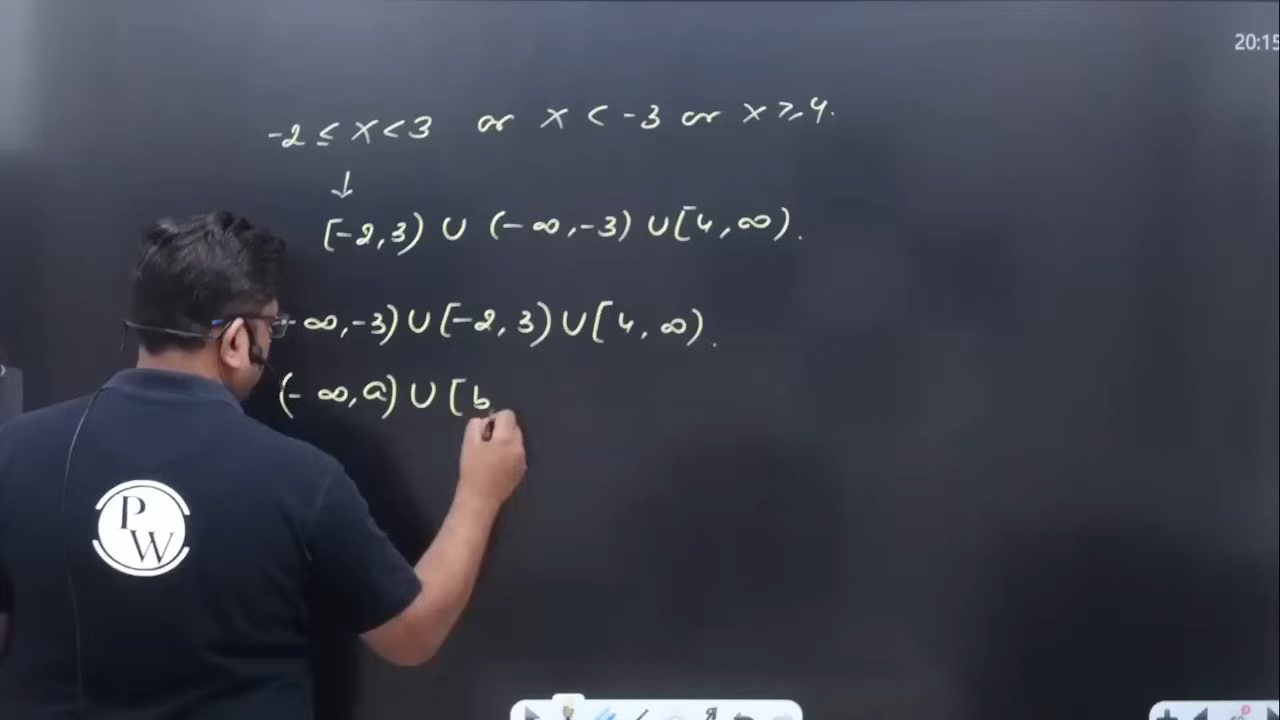 20:15
-2 ≤ x < 3 or x < -3 or x ≥ 4.
↓
[-2, 3) ∪ (-∞, -3) ∪ [4, ∞).
-∞, -3) ∪ [-2, 3) ∪ [4, ∞).
(-∞, a) ∪ [b
PW